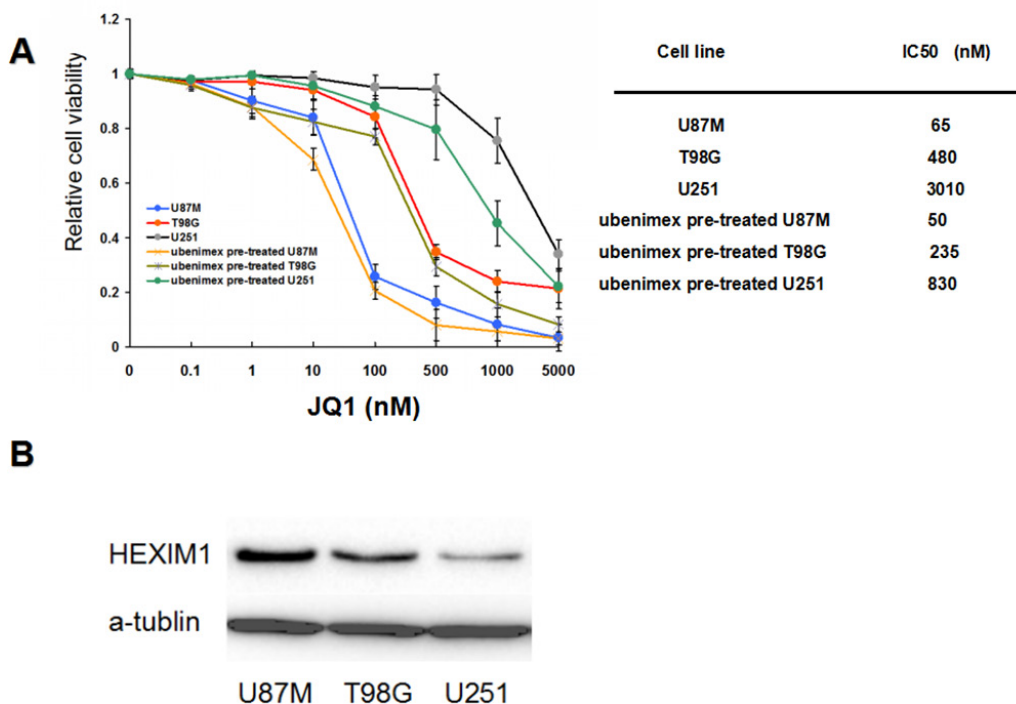 A
1.2
1
0.8
0.6
0.4
0.2
0
Relative cell viability
U87M
T98G
U251
ubenimex pre-treated U87M
ubenimex pre-treated T98G
ubenimex pre-treated U251
0 0.1 1 10 100 500 1000 5000
JQ1 (nM)
Cell line IC50 (nM)
U87M 65
T98G 480
U251 3010
ubenimex pre-treated U87M 50
ubenimex pre-treated T98G 235
ubenimex pre-treated U251 830
B
HEXIM1
a-tublin
U87M T98G U251